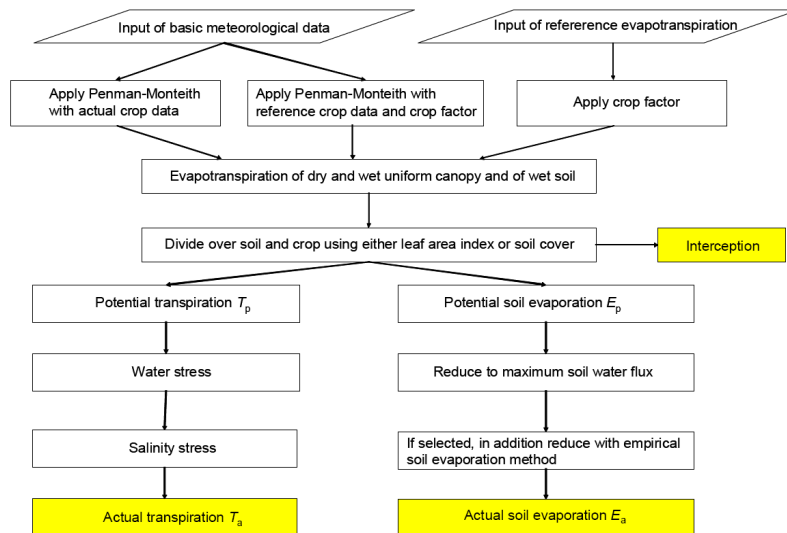 Input of basic meteorological data
Input of refererence evapotranspiration
Apply Penman-Monteith
with actual crop data
Apply Penman-Monteith with
reference crop data and crop factor
Apply crop factor
Evapotranspiration of dry and wet uniform canopy and of wet soil
Divide over soil and crop using either leaf area index or soil cover
Interception
Potential transpiration Tp
Potential soil evaporation Ep
Water stress
Reduce to maximum soil water flux
Salinity stress
If selected, in addition reduce with empirical
soil evaporation method
Actual transpiration Ta
Actual soil evaporation Ea